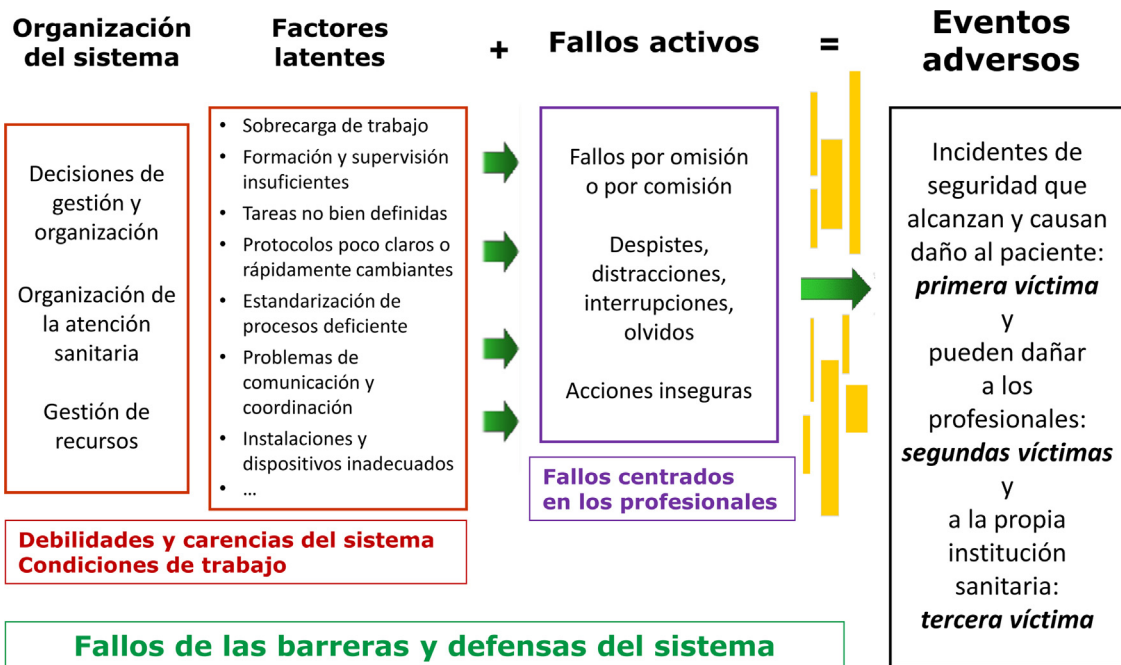 Organización
del sistema
Factores
latentes
+
Fallos activos
=
Eventos
adversos
Decisiones de
gestión y
organización
Organización de
la atención
sanitaria
Gestión de
recursos
• Sobrecarga de trabajo
• Formación y supervisión
insuficientes
• Tareas no bien definidas
• Protocolos poco claros o
rápidamente cambiantes
• Estandarización de
procesos deficiente
• Problemas de
comunicación y
coordinación
• Instalaciones y
dispositivos inadecuados
• ...
Fallos por omisión
o por comisión
Despistes,
distracciones,
interrupciones,
olvidos
Acciones inseguras
Incidentes de
seguridad que
alcanzan y causan
daño al paciente:
primera víctima
y
pueden dañar
a los
profesionales:
segundas víctimas
y
a la propia
institución
sanitaria:
tercera víctima
Fallos centrados
en los profesionales
Debilidades y carencias del sistema
Condiciones de trabajo
Fallos de las barreras y defensas del sistema